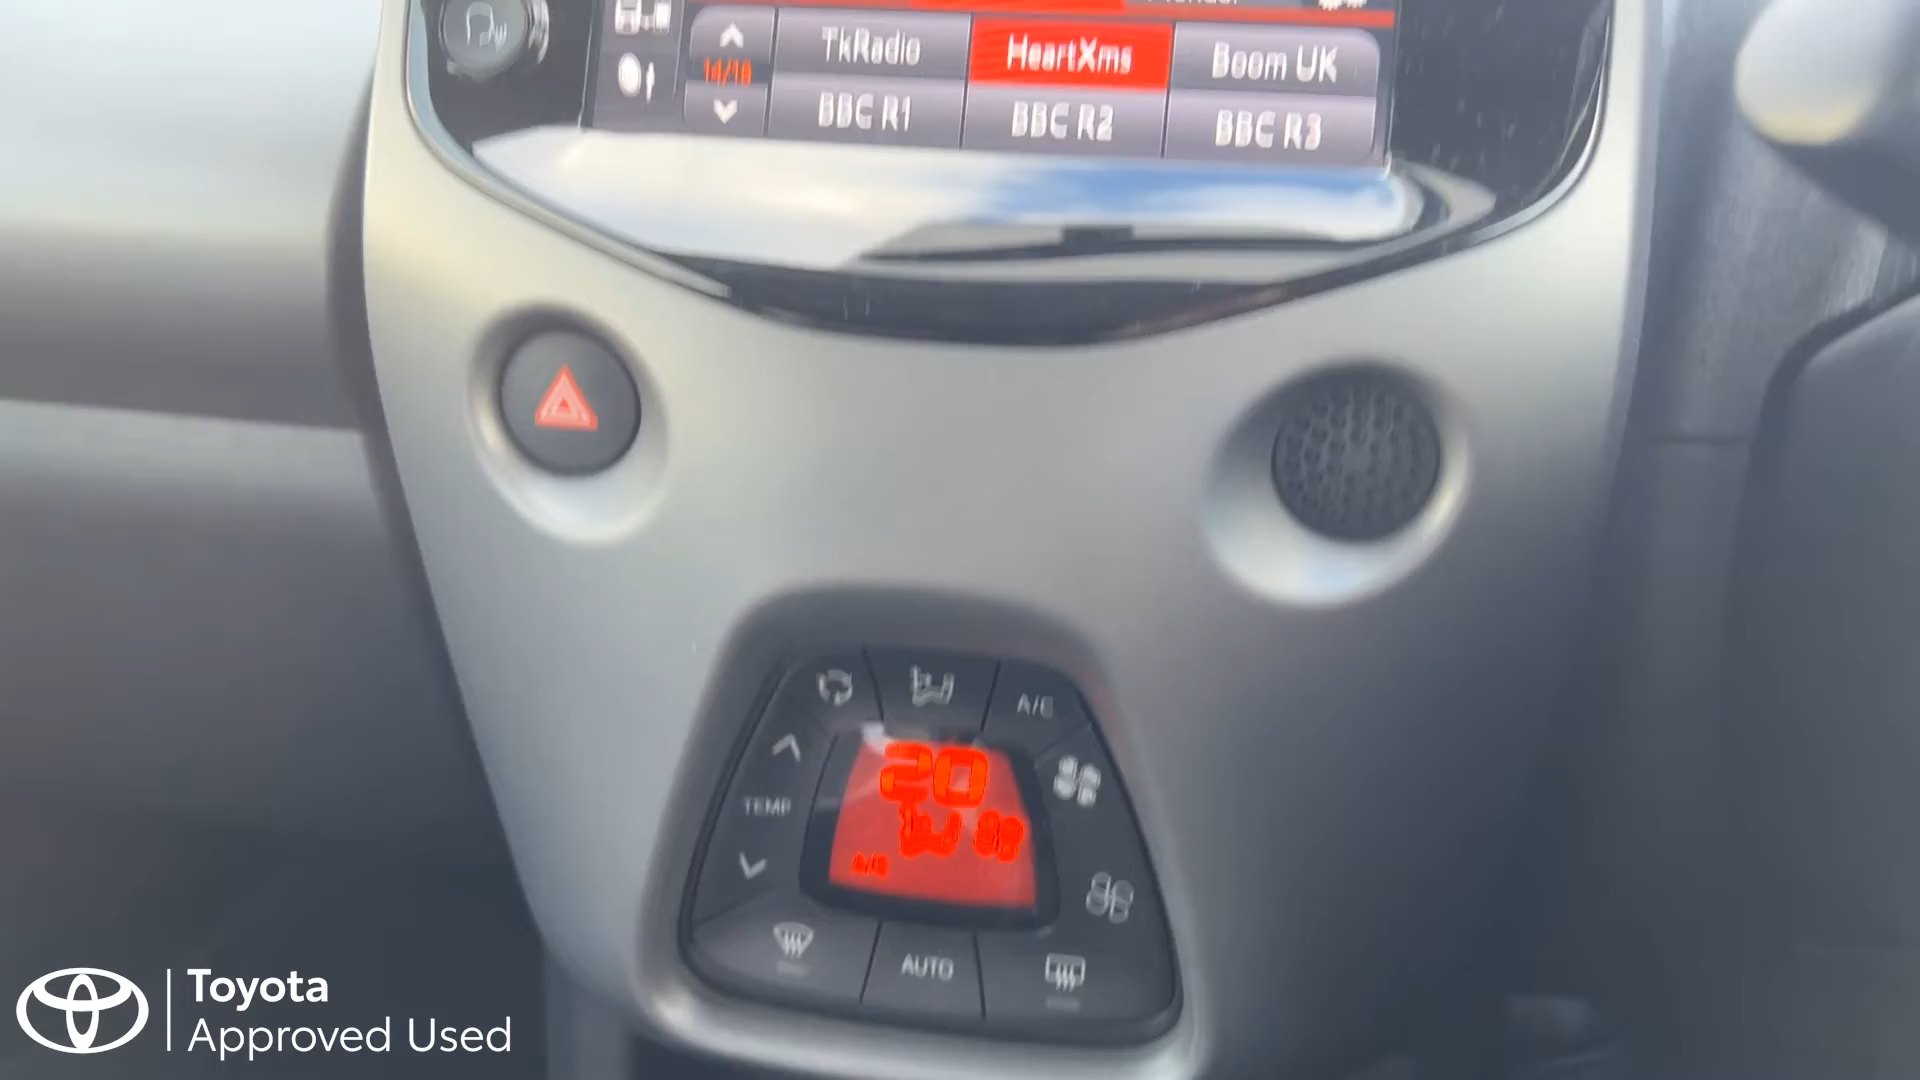 TkRadio
HeartXms
Boom UK
14/18
BBC R1
BBC R2
BBC R3
A/C
20
TEMP
A/C
AUTO
Toyota
Approved Used